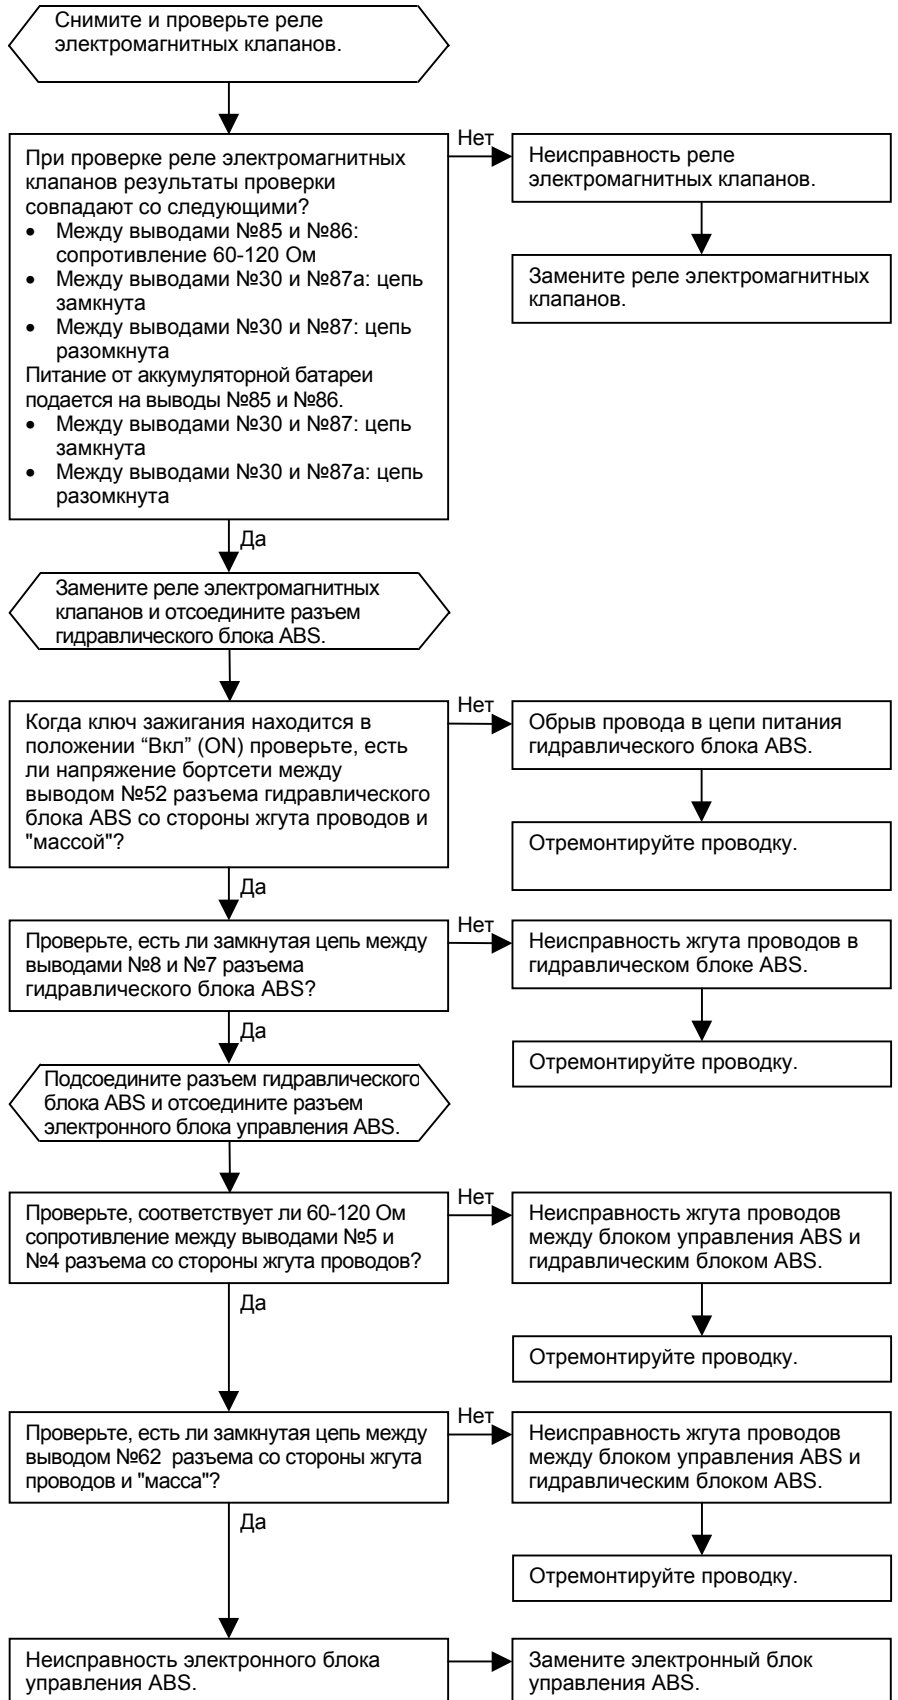 Снимите и проверьте реле
электромагнитных клапанов.
При проверке реле электромагнитных
клапанов результаты проверки
совпадают со следующими?
• Между выводами №85 и №86:
сопротивление 60-120 Ом
• Между выводами №30 и №87a: цепь
замкнута
• Между выводами №30 и №87: цепь
разомкнута
Питание от аккумуляторной батареи
подается на выводы №85 и №86.
• Между выводами №30 и №87: цепь
замкнута
• Между выводами №30 и №87a: цепь
разомкнута
Нет
Неисправность реле
электромагнитных клапанов.
Замените реле электромагнитных
клапанов.
Да
Замените реле электромагнитных
клапанов и отсоедините разъем
гидравлического блока ABS.
Когда ключ зажигания находится в
положении “Вкл” (ON) проверьте, есть
ли напряжение бортсети между
выводом №52 разъема гидравлического
блока ABS со стороны жгута проводов и
"массой"?
Нет
Обрыв провода в цепи питания
гидравлического блока ABS.
Отремонтируйте проводку.
Да
Проверьте, есть ли замкнутая цепь между
выводами №8 и №7 разъема
гидравлического блока ABS?
Нет
Неисправность жгута проводов в
гидравлическом блоке ABS.
Отремонтируйте проводку.
Да
Подсоедините разъем гидравлического
блока ABS и отсоедините разъем
электронного блока управления ABS.
Проверьте, соответствует ли 60-120 Ом
сопротивление между выводами №5 и
№4 разъема со стороны жгута проводов?
Нет
Неисправность жгута проводов
между блоком управления ABS и
гидравлическим блоком ABS.
Отремонтируйте проводку.
Да
Проверьте, есть ли замкнутая цепь между
выводом №62 разъема со стороны жгута
проводов и "масса"?
Нет
Неисправность жгута проводов
между блоком управления ABS и
гидравлическим блоком ABS.
Отремонтируйте проводку.
Да
Неисправность электронного блока
управления ABS.
Замените электронный блок
управления ABS.